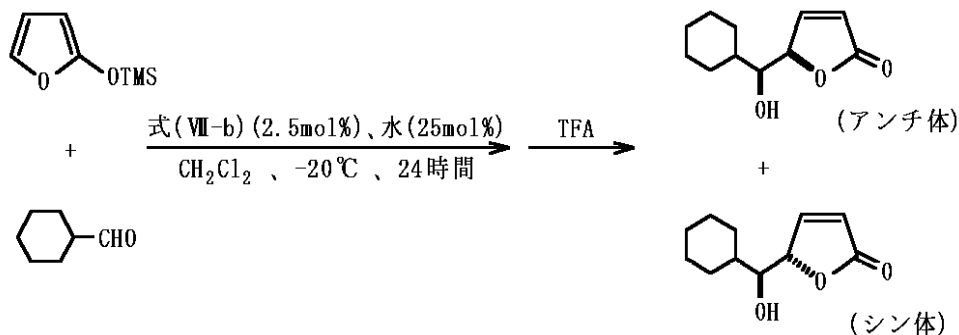 O
OTMS
+
CHO
式(Ⅶ-b)(2.5mol%)、水(25mol%)
CH₂Cl₂ 、-20℃ 、24時間
TFA
O
O
OH
(アンチ体)
+
O
O
OH
(シン体)